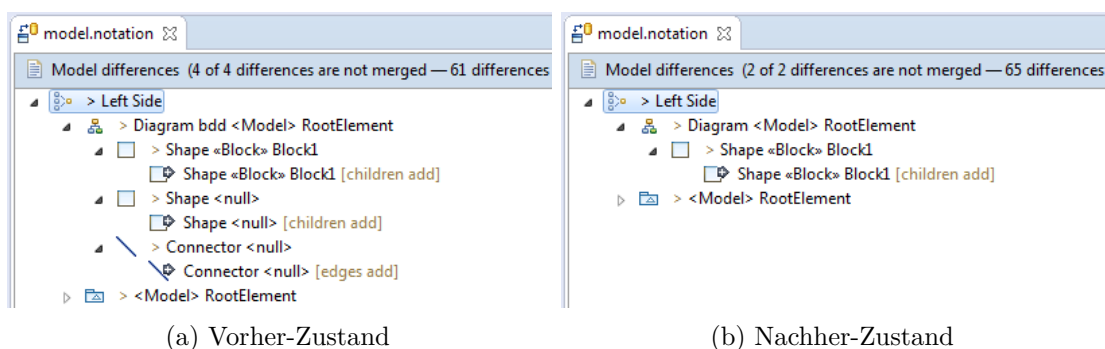 model.notation
Model differences (4 of 4 differences are not merged — 61 differences
> Left Side
> Diagram bdd <Model> RootElement
> Shape «Block» Block1
Shape «Block» Block1 [children add]
> Shape <null>
Shape <null> [children add]
> Connector <null>
Connector <null> [edges add]
> <Model> RootElement
(a) Vorher-Zustand
model.notation
Model differences (2 of 2 differences are not merged — 65 differences
> Left Side
> Diagram <Model> RootElement
> Shape «Block» Block1
Shape «Block» Block1 [children add]
> <Model> RootElement
(b) Nachher-Zustand